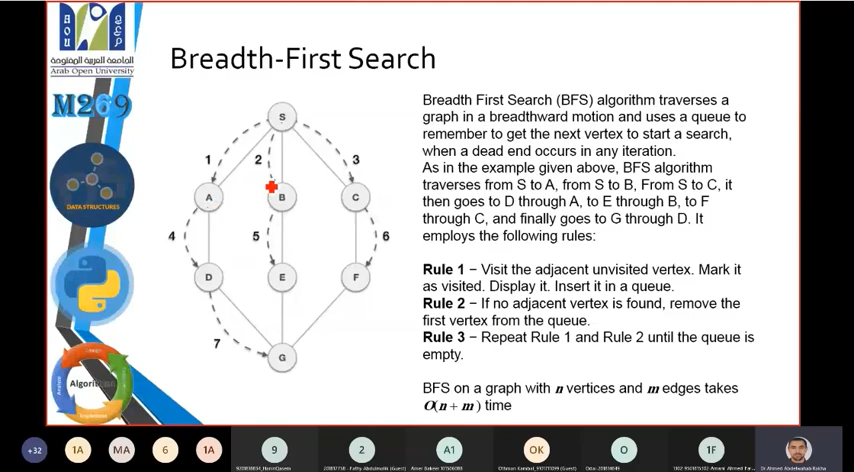 AOU
الجامعة العربية المفتوحة
Arab Open University
M269
DATA STRUCTURES
Algorithm
Breadth-First Search
S
1
2
3
A
B
C
4
5
6
D
E
F
7
G
Breadth First Search (BFS) algorithm traverses a
graph in a breadthward motion and uses a queue to
remember to get the next vertex to start a search,
when a dead end occurs in any iteration.
As in the example given above, BFS algorithm
traverses from S to A, from S to B, From S to C, it
then goes to D through A, to E through B, to F
through C, and finally goes to G through D. It
employs the following rules:
Rule 1 − Visit the adjacent unvisited vertex. Mark it
as visited. Display it. Insert it in a queue.
Rule 2 − If no adjacent vertex is found, remove the
first vertex from the queue.
Rule 3 − Repeat Rule 1 and Rule 2 until the queue is
empty.
BFS on a graph with n vertices and m edges takes
O(n + m) time
+32
1A
MA
6
1A
9
2
A1
OK
O
1F